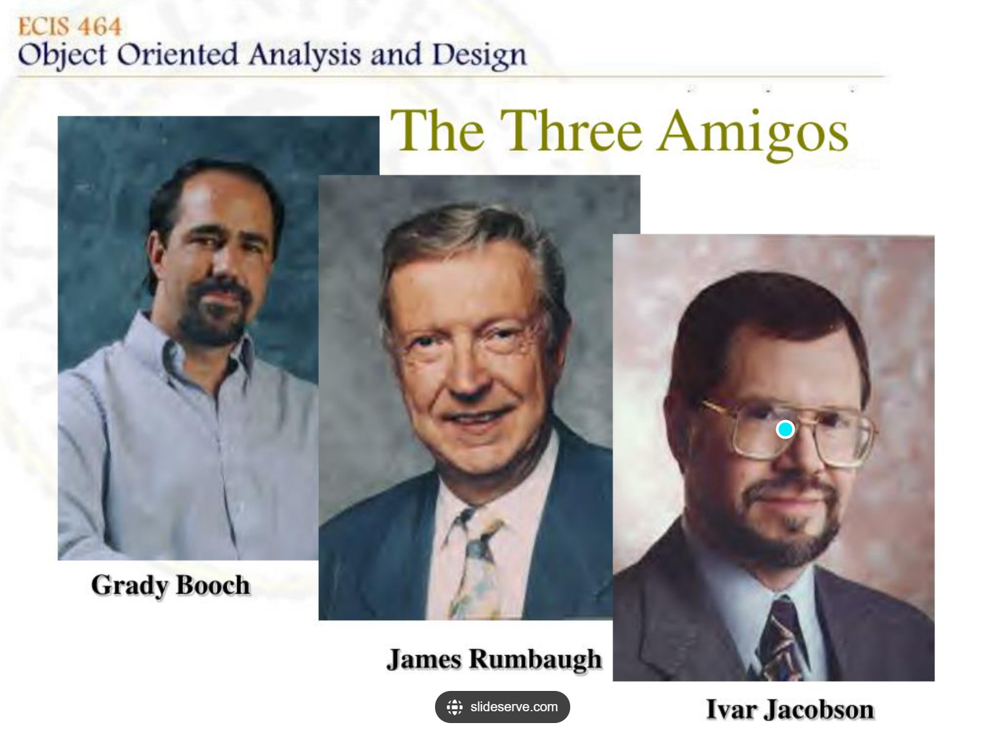 ECIS 464
Object Oriented Analysis and Design
The Three Amigos
Grady Booch
James Rumbaugh
Ivar Jacobson
slideserve.com